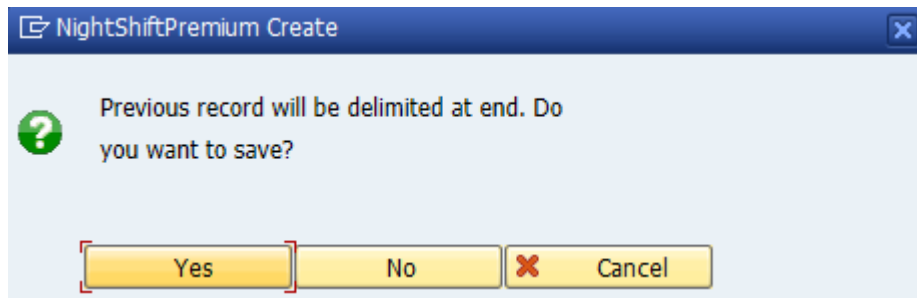 NightShiftPremium Create
Previous record will be delimited at end. Do
you want to save?
Yes No Cancel